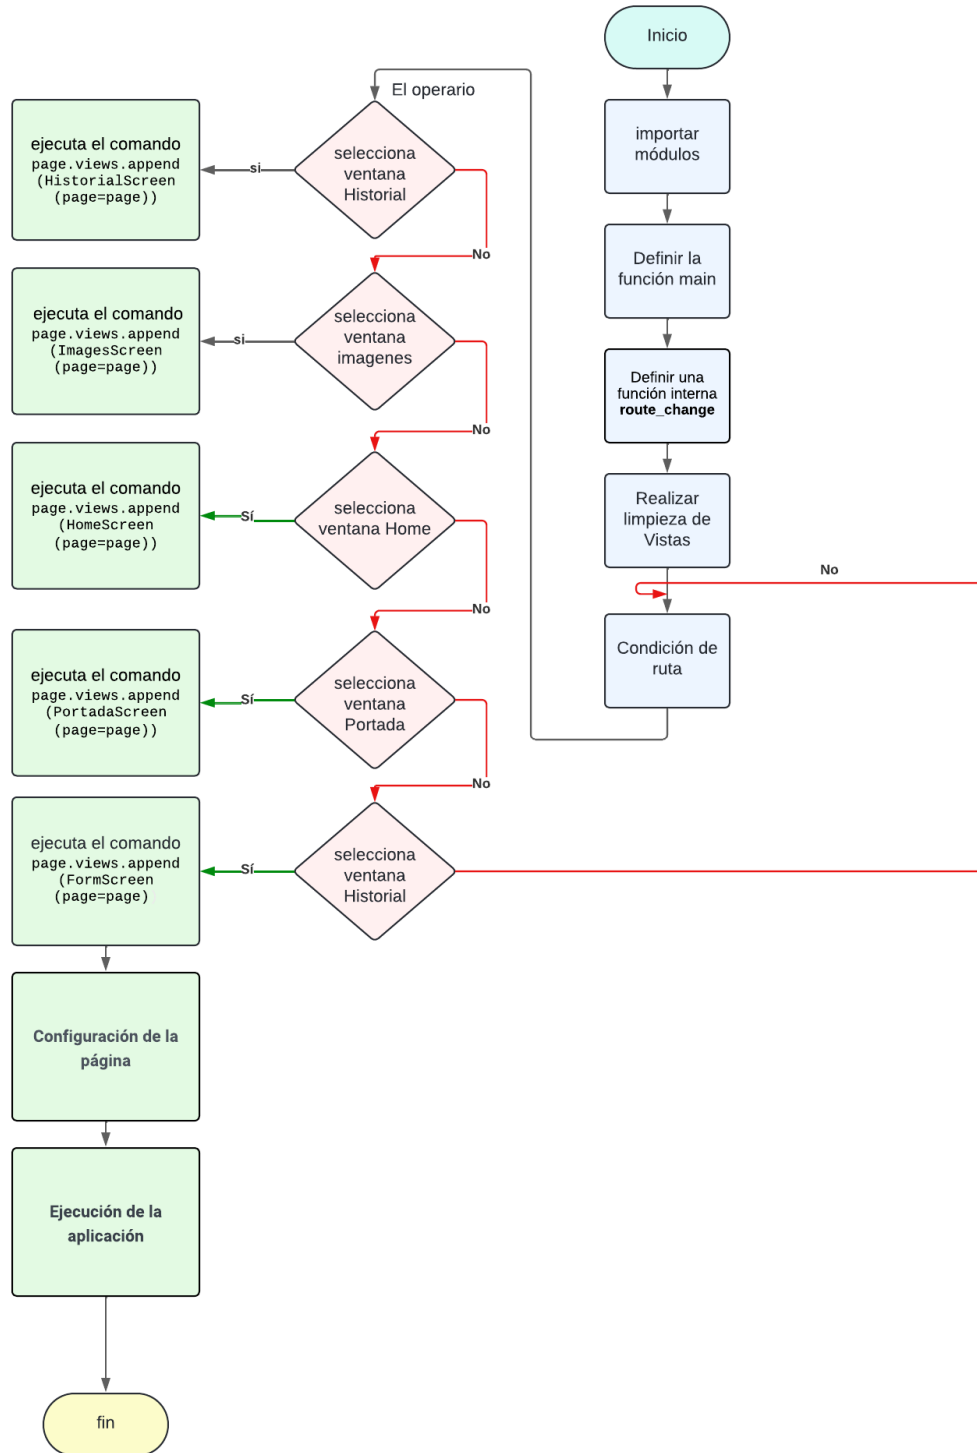 Inicio
importar
módulos
Definir la
función main
Definir una
función interna
route_change
Realizar
limpieza de
Vistas
No
Condición de
ruta
El operario
selecciona
ventana
Historial
si
ejecuta el comando
page.views.append
(HistorialScreen
(page=page))
No
selecciona
ventana
imagenes
si
ejecuta el comando
page.views.append
(ImagesScreen
(page=page))
No
selecciona
ventana Home
Sí
ejecuta el comando
page.views.append
(HomeScreen
(page=page))
No
selecciona
ventana
Portada
Sí
ejecuta el comando
page.views.append
(PortadaScreen
(page=page))
No
selecciona
ventana
Historial
Sí
ejecuta el comando
page.views.append
(FormScreen
(page=page)
Configuración de la
página
Ejecución de la
aplicación
fin